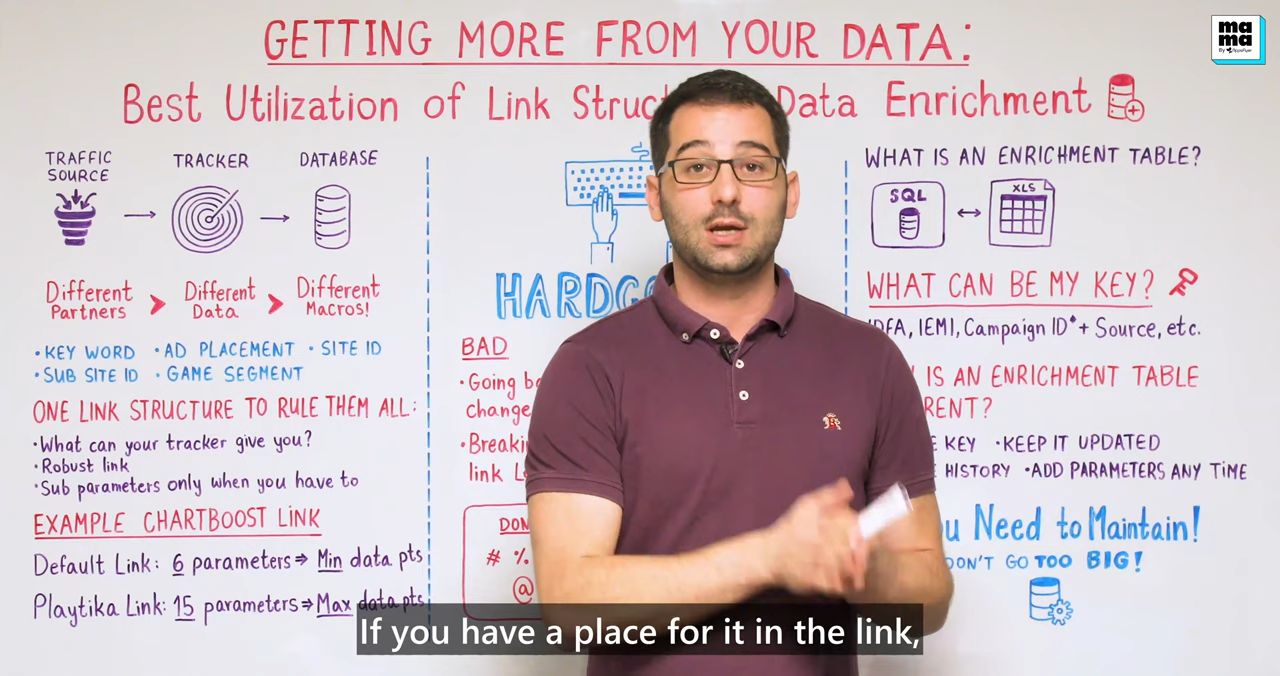 GETTING MORE FROM YOUR DATA:
ma
ma
By AppsFlyer
Best Utilization of Link Data Enrichment
TRAFFIC
SOURCE
TRACKER
DATABASE
Different
Partners
Different
Data
Different
Macros!
•KEY WORD •AD PLACEMENT •SITE ID
•SUB SITE ID •GAME SEGMENT
ONE LINK STRUCTURE TO RULE THEM ALL:
•What can your tracker give you?
•Robust link
•Sub parameters only when you have to
EXAMPLE CHARTBOOST LINK
Default Link: 6 parameters⇒ Min data pts
Playtika Link: 15 parameters⇒ Max data pts
BAD
•Going
change
link
# %
@
WHAT IS AN ENRICHMENT TABLE?
SQL
XLS
WHAT CAN BE MY KEY?
IDFA, IEMI, Campaign ID* + Source, etc.
IS AN ENRICHMENT TABLE
KEY •KEEP IT UPDATED
HISTORY •ADD PARAMETERS ANY TIME
Need to Maintain!
DON'T GO TOO BIG!
If you have a place for it in the link,